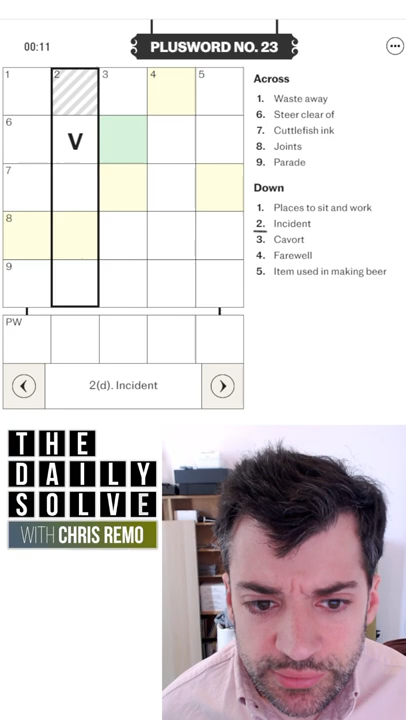 00:11
PLUSWORD NO. 23
1 2 3 4 5
6 V
7
8
9
PW
2(d). Incident
Across
1. Waste away
6. Steer clear of
7. Cuttlefish ink
8. Joints
9. Parade
Down
1. Places to sit and work
2. Incident
3. Cavort
4. Farewell
5. Item used in making beer
THE
DAILY
SOLVE
WITH CHRIS REMO